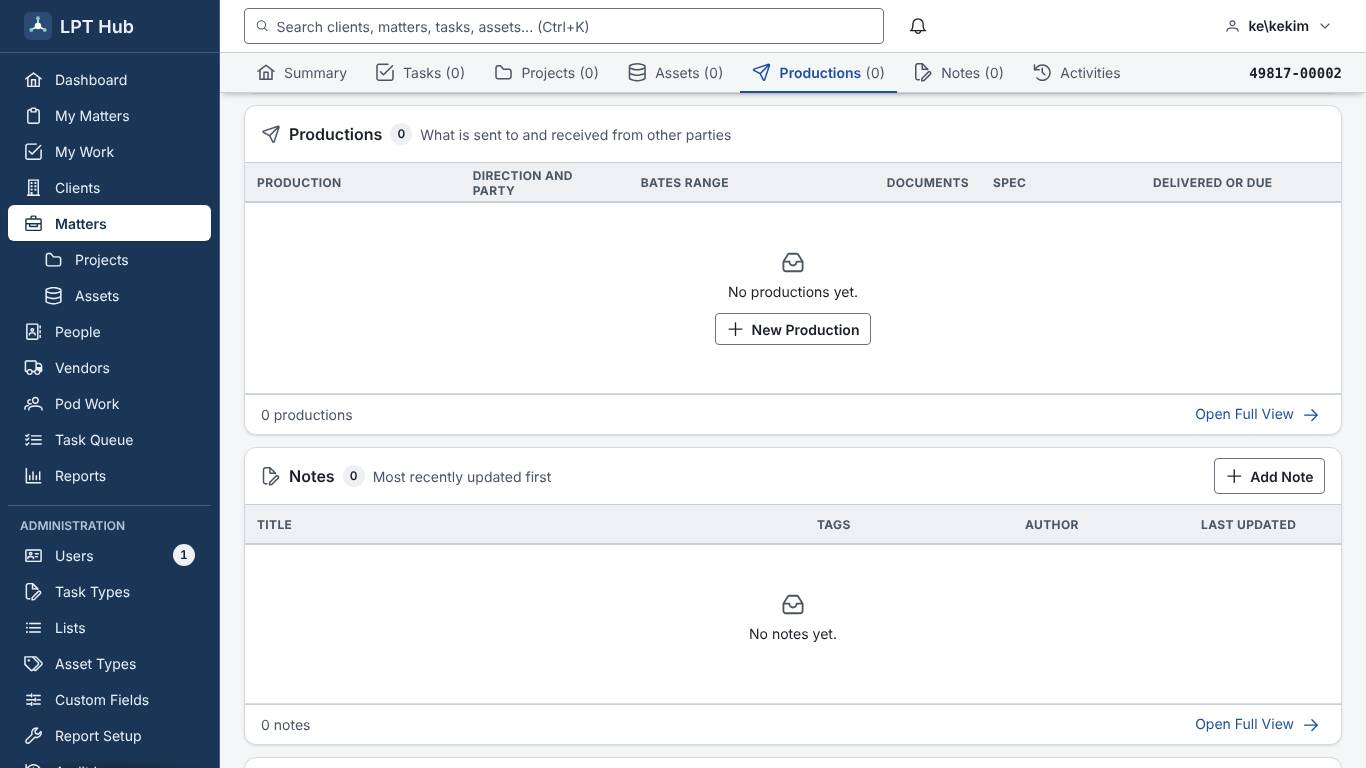 LPT Hub
Search clients, matters, tasks, assets... (Ctrl+K)
ke\kekim
Dashboard
My Matters
My Work
Clients
Matters
Projects
Assets
People
Vendors
Pod Work
Task Queue
Reports
ADMINISTRATION
Users 1
Task Types
Lists
Asset Types
Custom Fields
Report Setup
Summary Tasks (0) Projects (0) Assets (0) Productions (0) Notes (0) Activities 49817-00002
Productions 0 What is sent to and received from other parties
PRODUCTION DIRECTION AND PARTY BATES RANGE DOCUMENTS SPEC DELIVERED OR DUE
No productions yet.
New Production
0 productions Open Full View
Notes 0 Most recently updated first Add Note
TITLE TAGS AUTHOR LAST UPDATED
No notes yet.
0 notes Open Full View